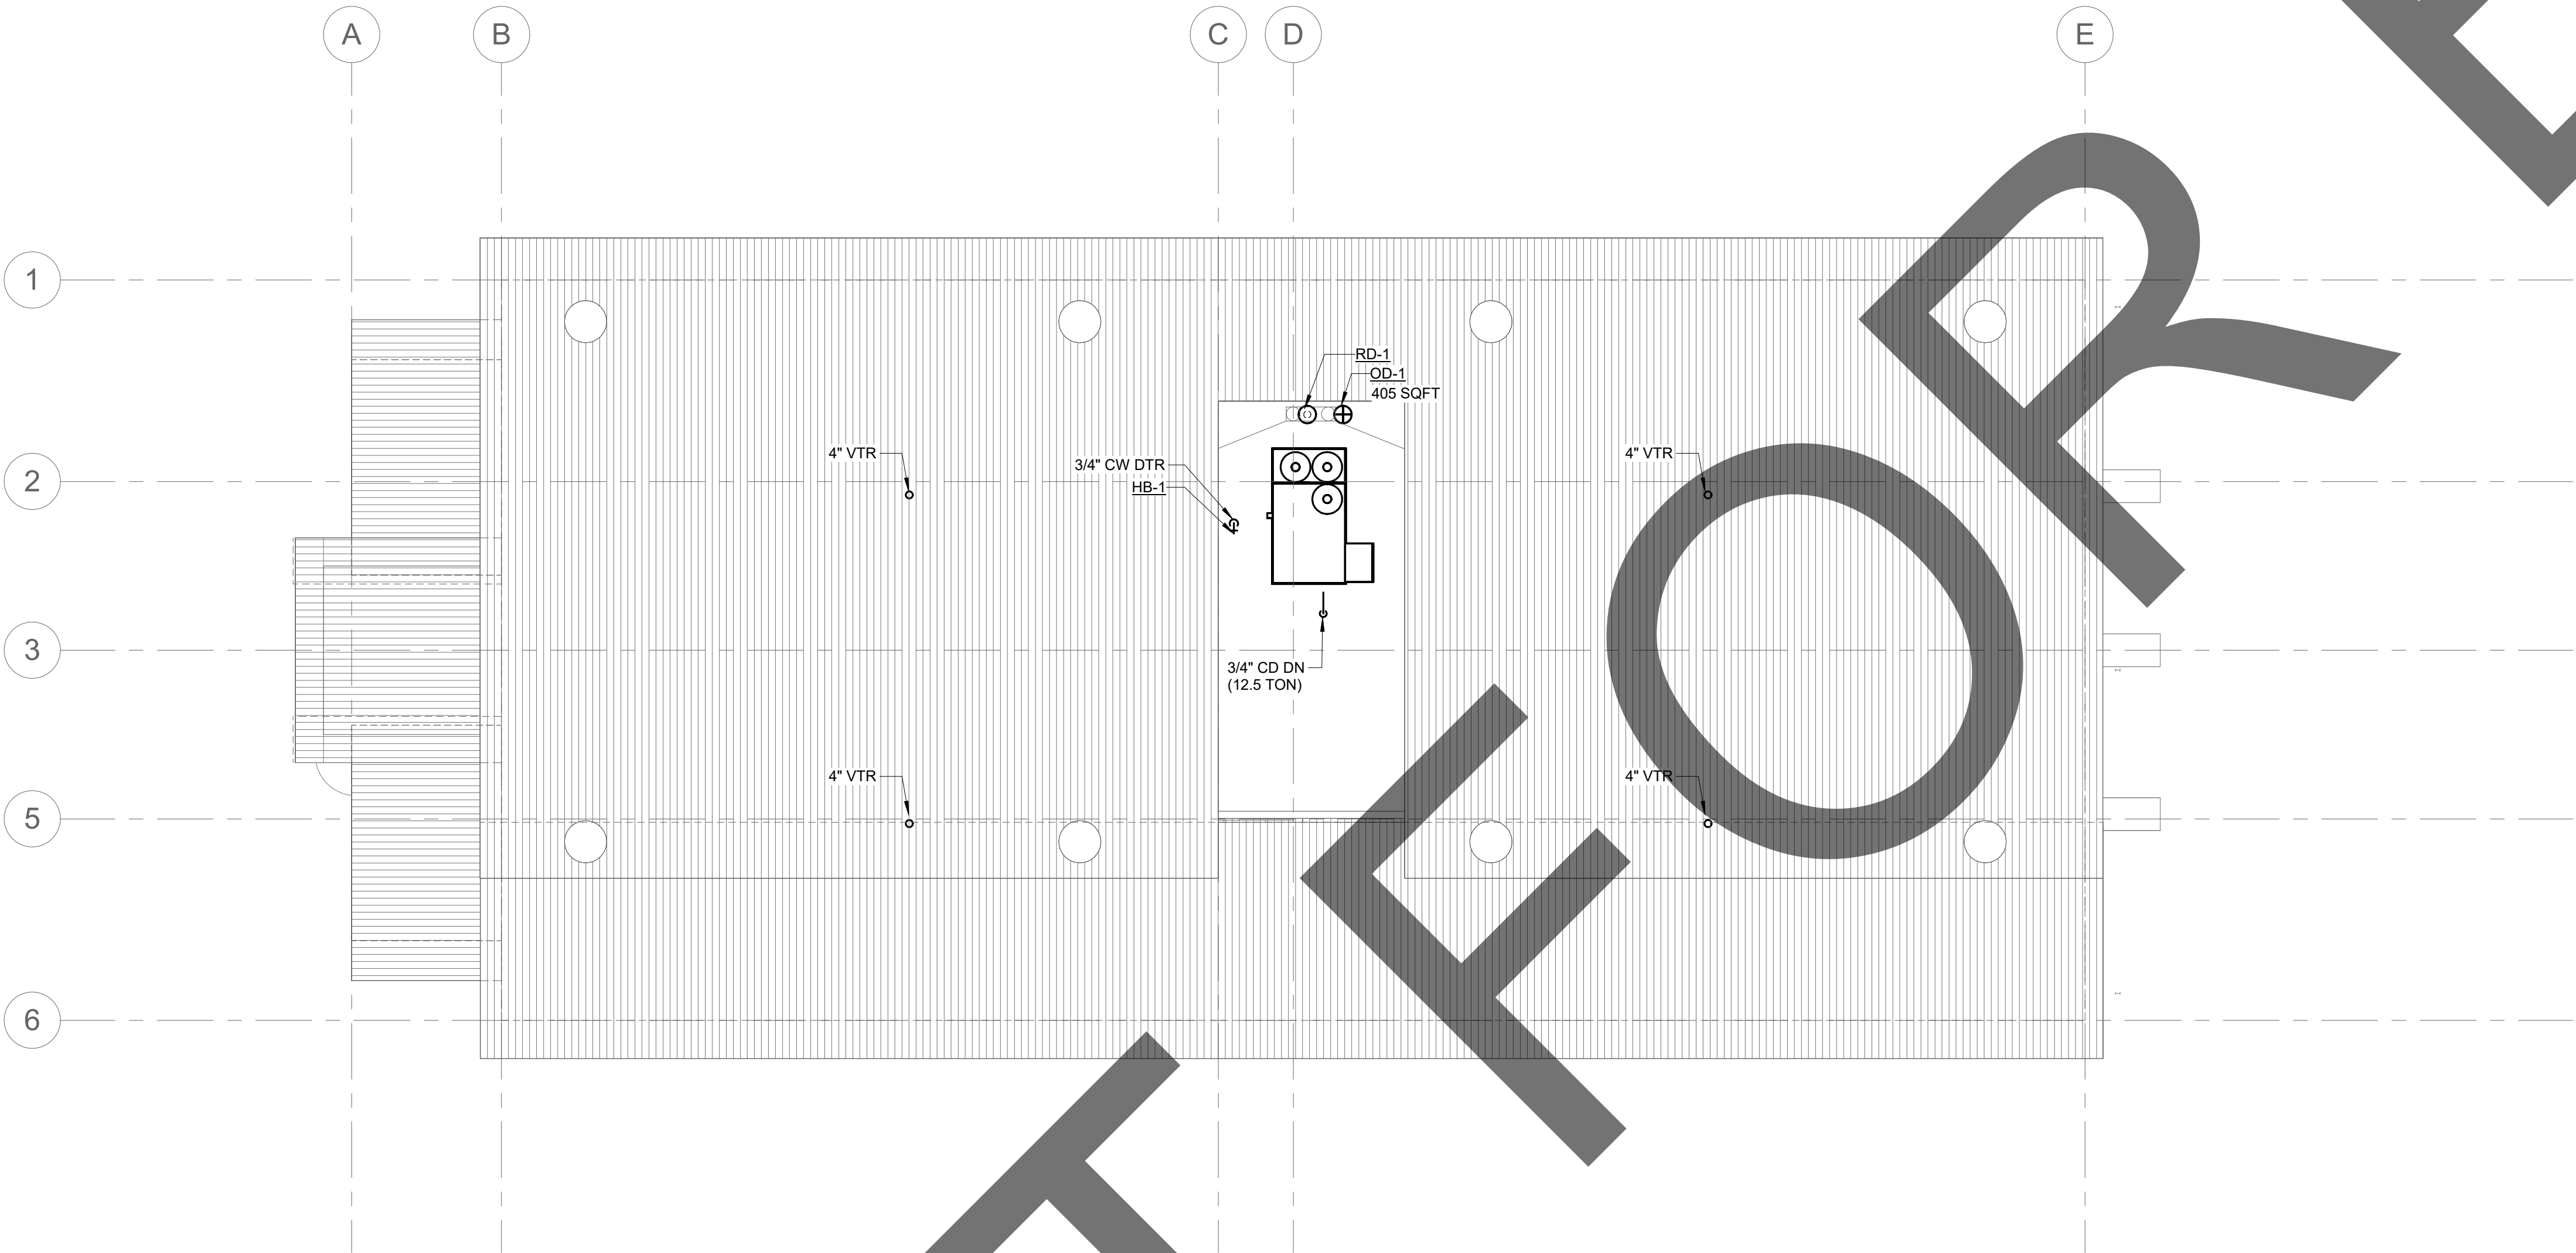 A
B
C
D
E
1
2
3
5
6
RD-1
OD-1
405 SQFT
4" VTR
3/4" CW DTR
HB-1
4" VTR
3/4" CD DN
(12.5 TON)
4" VTR
4" VTR
FOR